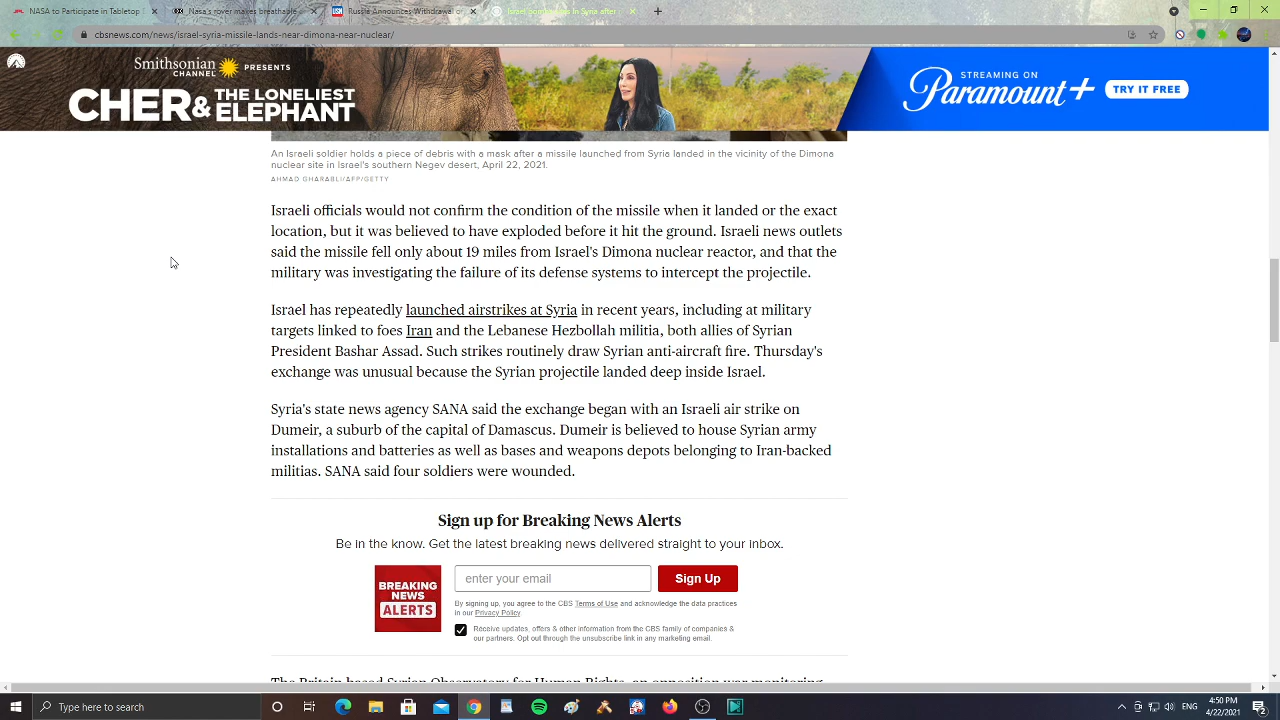 NASA to Participate in Tabletop
Nasa's rover makes breathable
Russia Announces Withdrawal o
Israel bomb
in Syria after
cbsnews.com/news/israel-syria-missile-lands-near-dimona-near-nuclear/
Smithsonian
CHANNEL
PRESENTS
CHER & THE LONELIEST ELEPHANT
STREAMING ON
Paramount+
TRY IT FREE
An Israeli soldier holds a piece of debris with a mask after a missile launched from Syria landed in the vicinity of the Dimona
nuclear site in Israel's southern Negev desert, April 22, 2021.
AHMAD GHARABLI/AFP/GETTY
Israeli officials would not confirm the condition of the missile when it landed or the exact
location, but it was believed to have exploded before it hit the ground. Israeli news outlets
said the missile fell only about 19 miles from Israel's Dimona nuclear reactor, and that the
military was investigating the failure of its defense systems to intercept the projectile.
Israel has repeatedly launched airstrikes at Syria in recent years, including at military
targets linked to foes Iran and the Lebanese Hezbollah militia, both allies of Syrian
President Bashar Assad. Such strikes routinely draw Syrian anti-aircraft fire. Thursday's
exchange was unusual because the Syrian projectile landed deep inside Israel.
Syria's state news agency SANA said the exchange began with an Israeli air strike on
Dumeir, a suburb of the capital of Damascus. Dumeir is believed to house Syrian army
installations and batteries as well as bases and weapons depots belonging to Iran-backed
militias. SANA said four soldiers were wounded.
Sign up for Breaking News Alerts
Be in the know. Get the latest breaking news delivered straight to your inbox.
BREAKING
NEWS
ALERTS
enter your email
Sign Up
By signing up, you agree to the CBS Terms of Use and acknowledge the data practices
in our Privacy Policy.
Receive updates, offers & other information from the CBS family of companies &
our partners. Opt out through the unsubscribe link in any marketing email.
The Britain-based Syrian Observatory for Human Rights, an opposition war monitoring
Type here to search
ENG
4:50 PM
4/22/2021